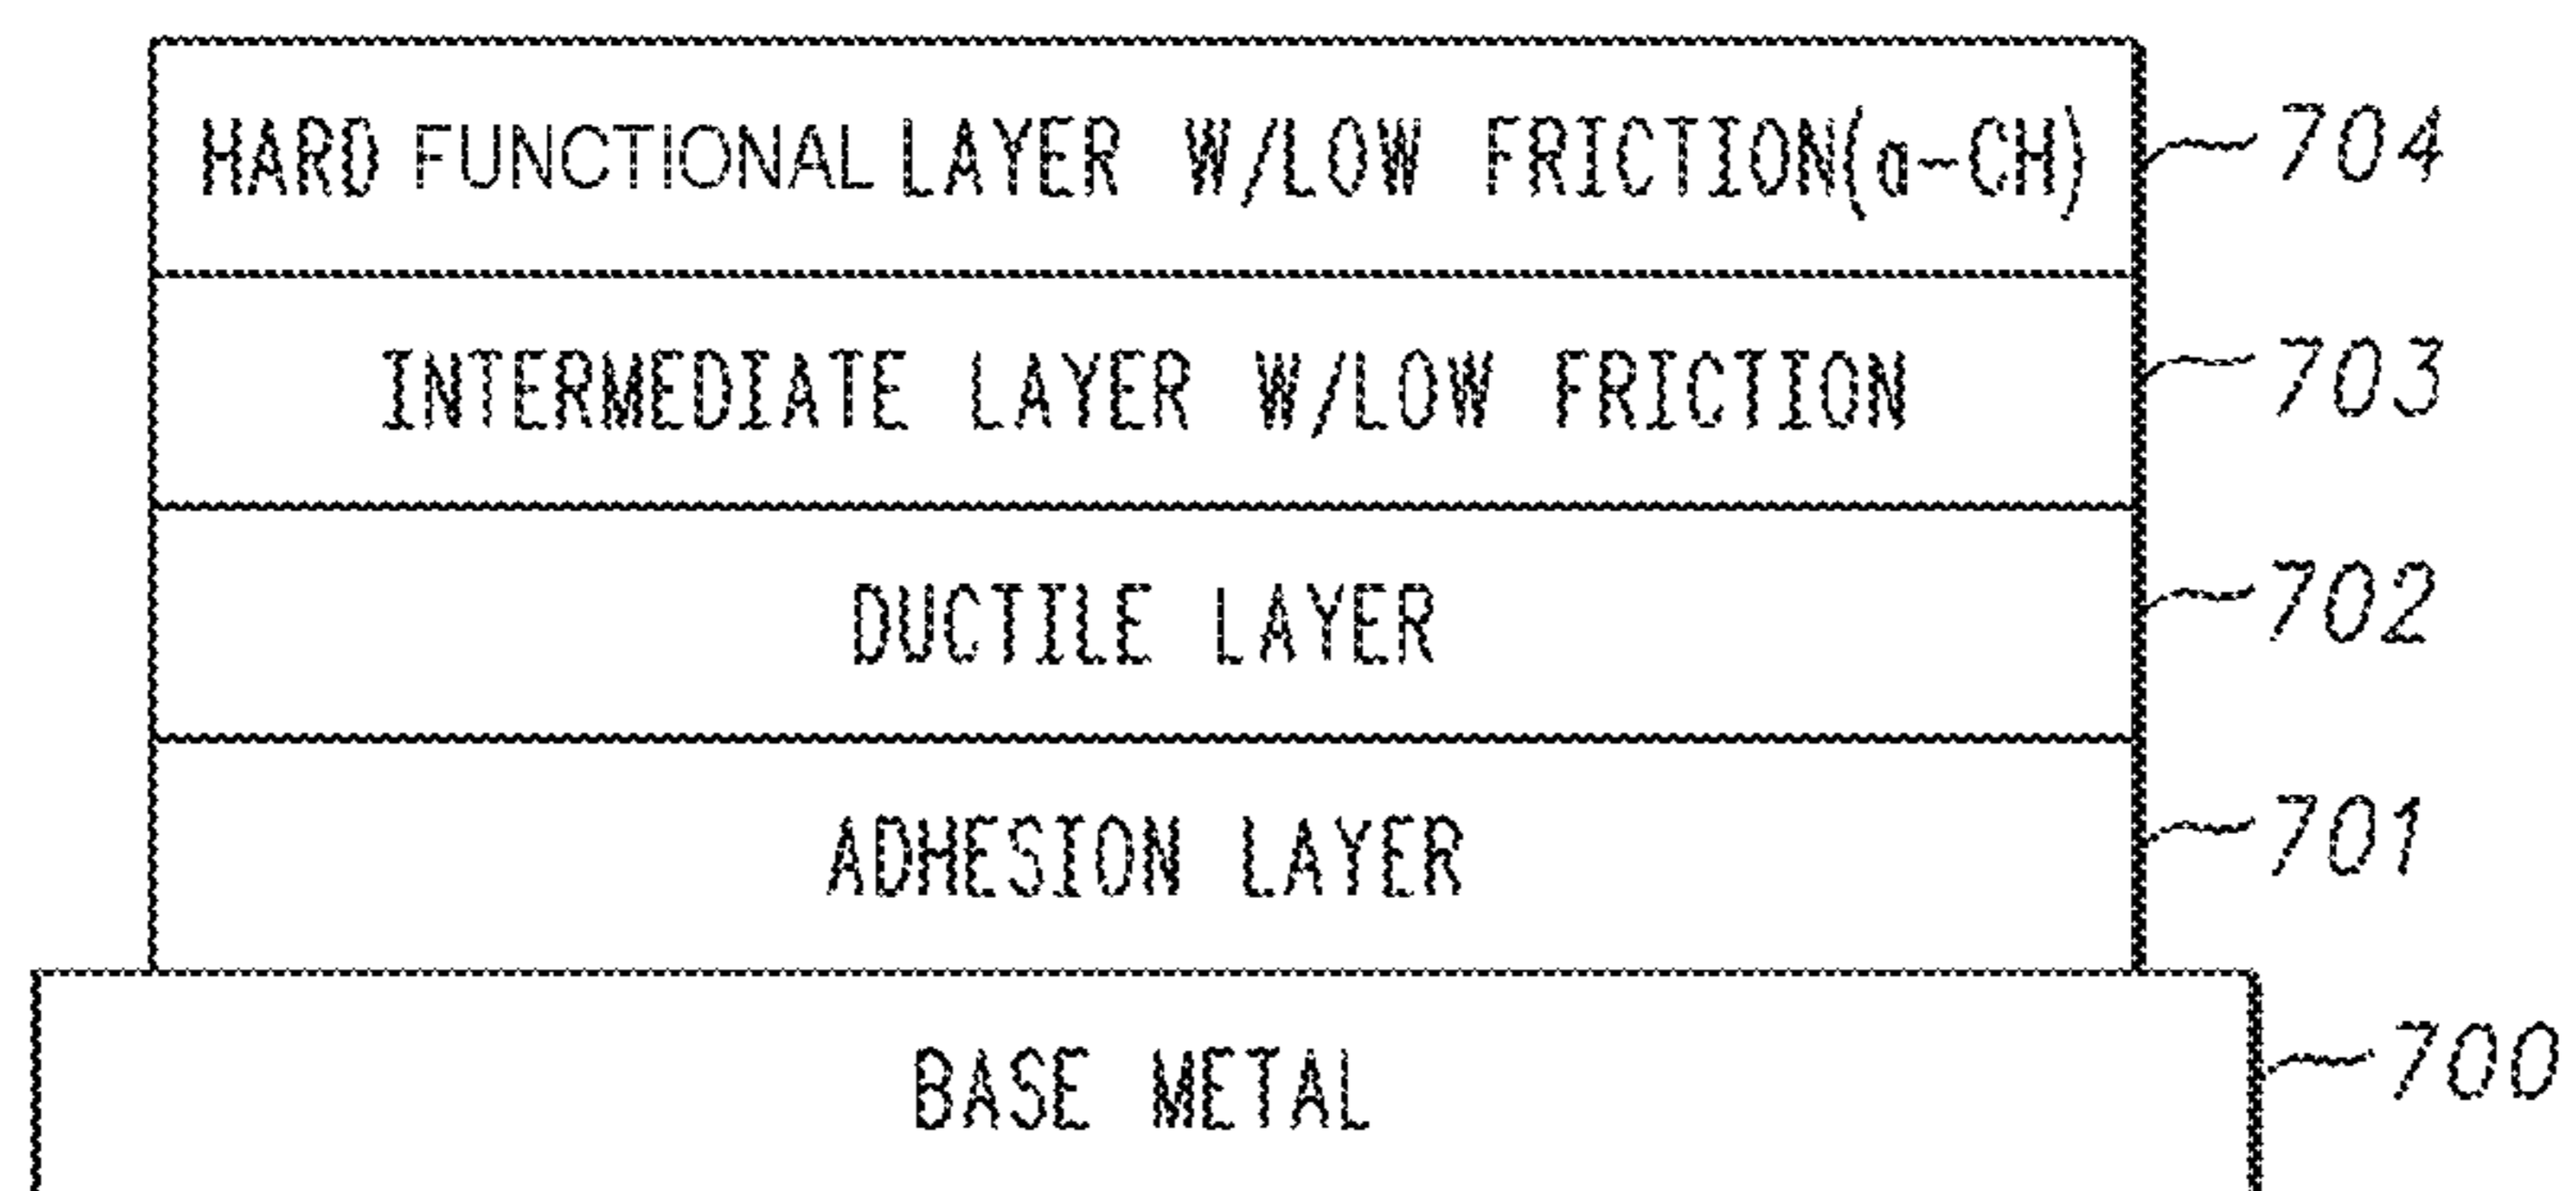 HARD FUNCTIONAL LAYER W/LOW FRICTION(a-CH) 704
INTERMEDIATE LAYER W/LOW FRICTION 703
DUCTILE LAYER 702
ADHESION LAYER 701
BASE METAL 700